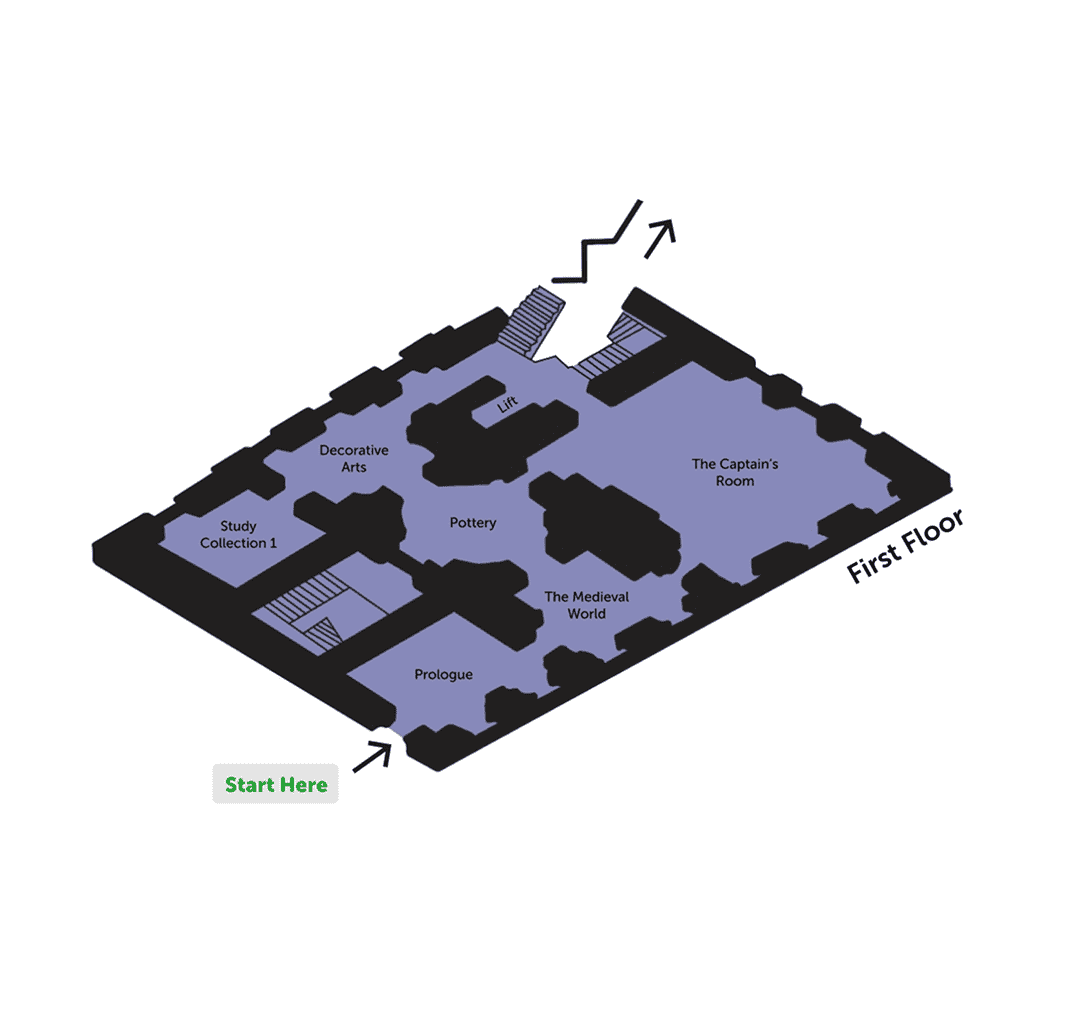 Lift
Decorative
Arts
The Captain's
Room
Study
Collection 1
Pottery
First Floor
The Medieval
World
Prologue
Start Here